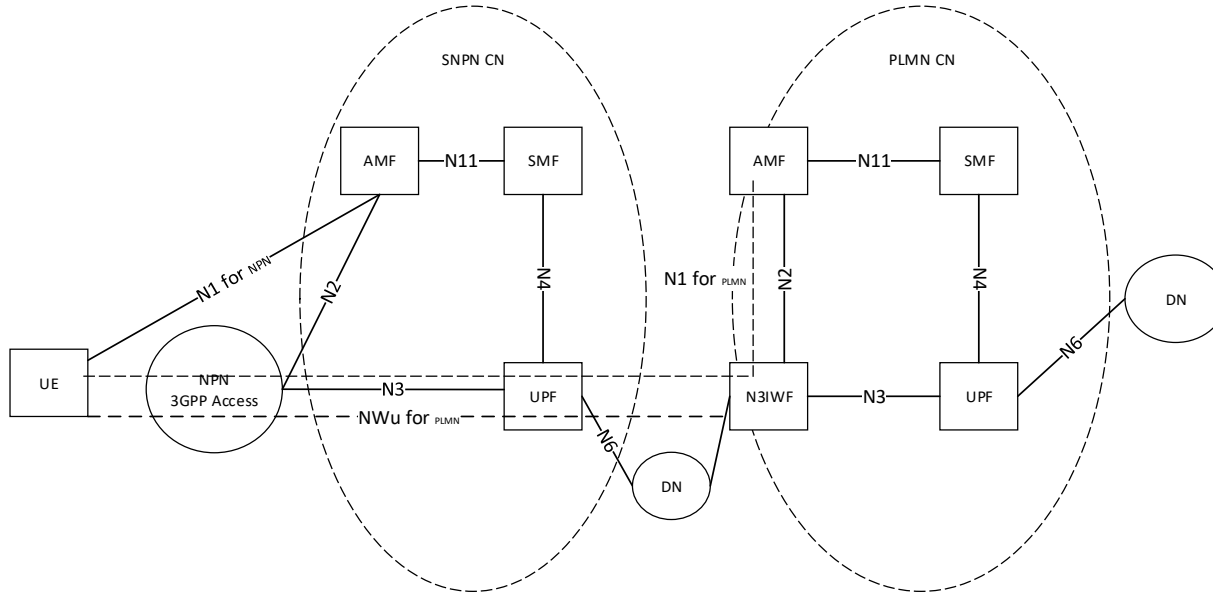 SNPN CN
PLMN CN
AMF
N11
SMF
AMF
N11
SMF
N1 for NPN
N2
N4
N1 for PLMN
N2
N4
DN
N6
UE
NPN
3GPP Access
N3
UPF
N3IWF
N3
UPF
NWu for PLMN
N6
DN